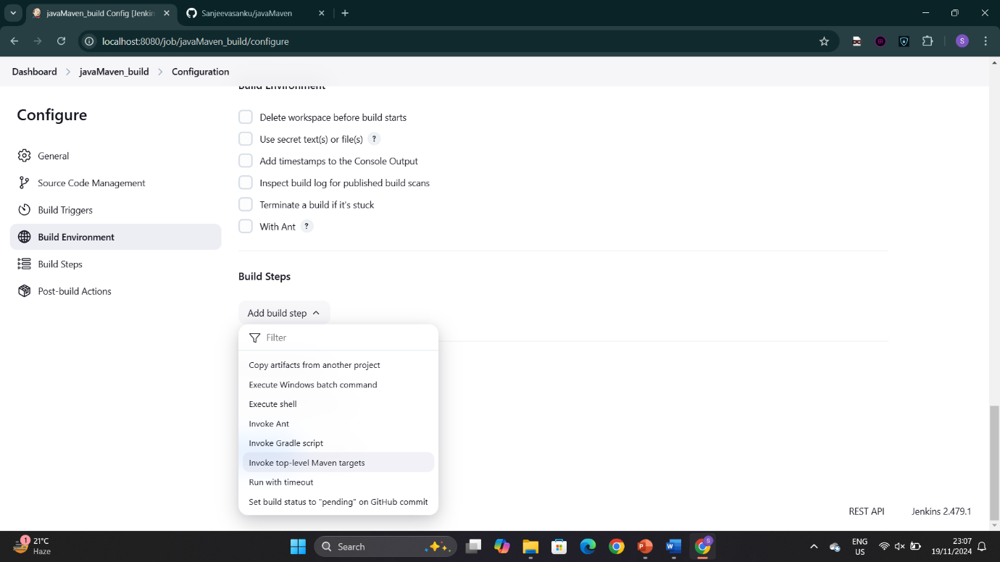 javaMaven_build Config [Jenkin
Sanjeevasanku/javaMaven
localhost:8080/job/javaMaven_build/configure
S
Dashboard
javaMaven_build
Configuration
Configure
General
Source Code Management
Build Triggers
Build Environment
Build Steps
Post-build Actions
Build Environment
Delete workspace before build starts
Use secret text(s) or file(s) ?
Add timestamps to the Console Output
Inspect build log for published build scans
Terminate a build if it's stuck
With Ant ?
Build Steps
Add build step
Filter
Copy artifacts from another project
Execute Windows batch command
Execute shell
Invoke Ant
Invoke Gradle script
Invoke top-level Maven targets
Run with timeout
Set build status to "pending" on GitHub commit
REST API
Jenkins 2.479.1
1
21°C
Haze
Search
P
W
S
ENG
US
23:07
19/11/2024